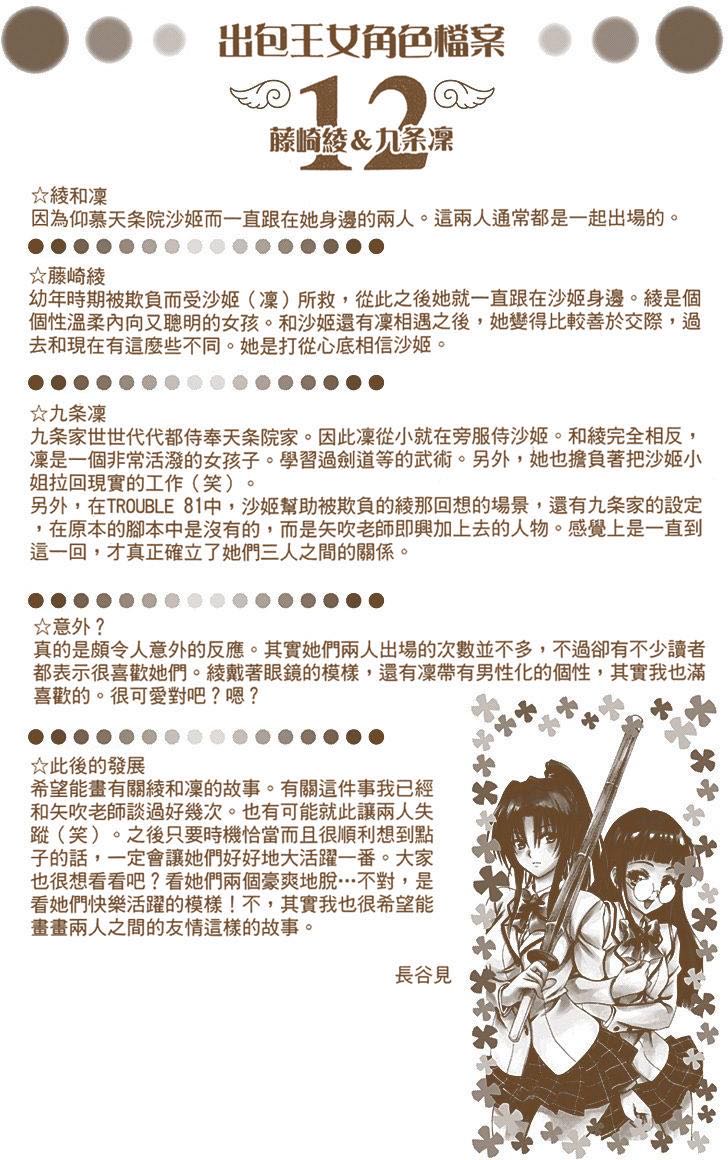 出包王女角色檔案
12
藤崎綾＆九条凜
☆綾和凜
因為仰慕天条院沙姬而一直跟在她身邊的兩人。這兩人通常都是一起出場的。
☆藤崎綾
幼年時期被欺負而受沙姬（凜）所救，從此之後她就一直跟在沙姬身邊。綾是個
個性溫柔內向又聰明的女孩。和沙姬還有凜相遇之後，她變得比較善於交際，過
去和現在有這麼些不同。她是打從心底相信沙姬。
☆九条凜
九条家世世代代都侍奉天条院家。因此凜從小就在旁服侍沙姬。和綾完全相反，
凜是一個非常活潑的女孩子。學習過劍道等的武術。另外，她也擔負著把沙姬小
姐拉回現實的工作（笑）。
另外，在TROUBLE 81中，沙姬幫助被欺負的綾那回想的場景，還有九条家的設定
，在原本的腳本中是沒有的，而是矢吹老師即興加上去的人物。感覺上是一直到
這一回，才真正確立了她們三人之間的關係。
☆意外？
真的是頗令人意外的反應。其實她們兩人出場的次數並不多，不過卻有不少讀者
都表示很喜歡她們。綾戴著眼鏡的模樣，還有凜帶有男性化的個性，其實我也滿
喜歡的。很可愛對吧？嗯？
☆此後的發展
希望能畫有關綾和凜的故事。有關這件事我已經
和矢吹老師談過好幾次。也有可能就此讓兩人失
蹤（笑）。之後只要時機恰當而且很順利想到點
子的話，一定會讓她們好好地大活躍一番。大家
也很想看看吧？看她們兩個豪爽地脫…不對，是
看她們快樂活躍的模樣！不，其實我也很希望能
畫畫兩人之間的友情這樣的故事。
長谷見